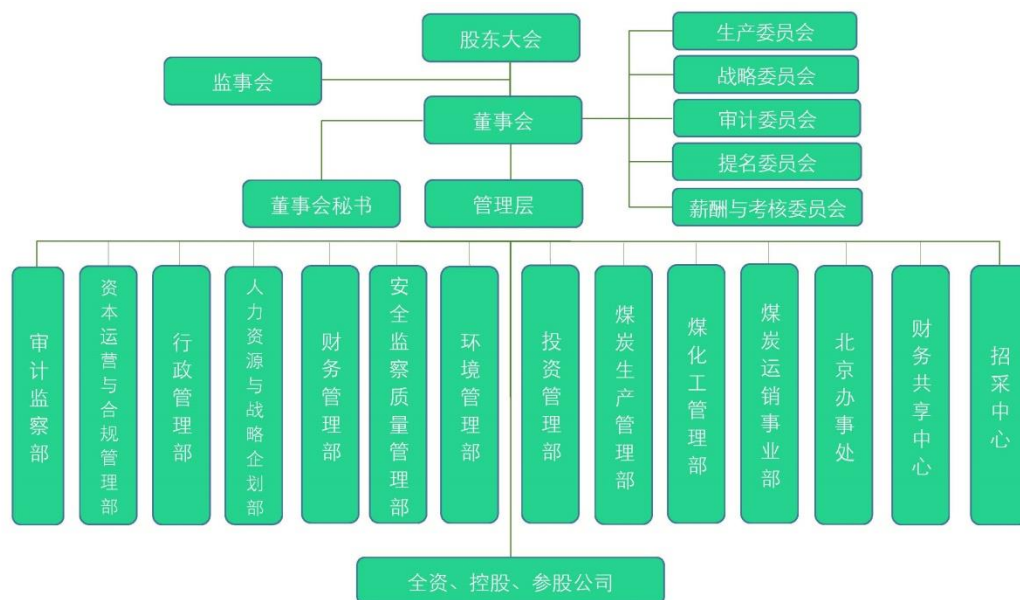 股东大会
监事会
董事会
董事会秘书
管理层
生产委员会
战略委员会
审计委员会
提名委员会
薪酬与考核委员会
审计监察部
资本运营与合规管理部
行政管理部
人力资源与战略企划部
财务管理部
安全监察质量管理部
环境管理部
投资管理部
煤炭生产管理部
煤化工管理部
煤炭运销事业部
北京办事处
财务共享中心
招采中心
全资、控股、参股公司